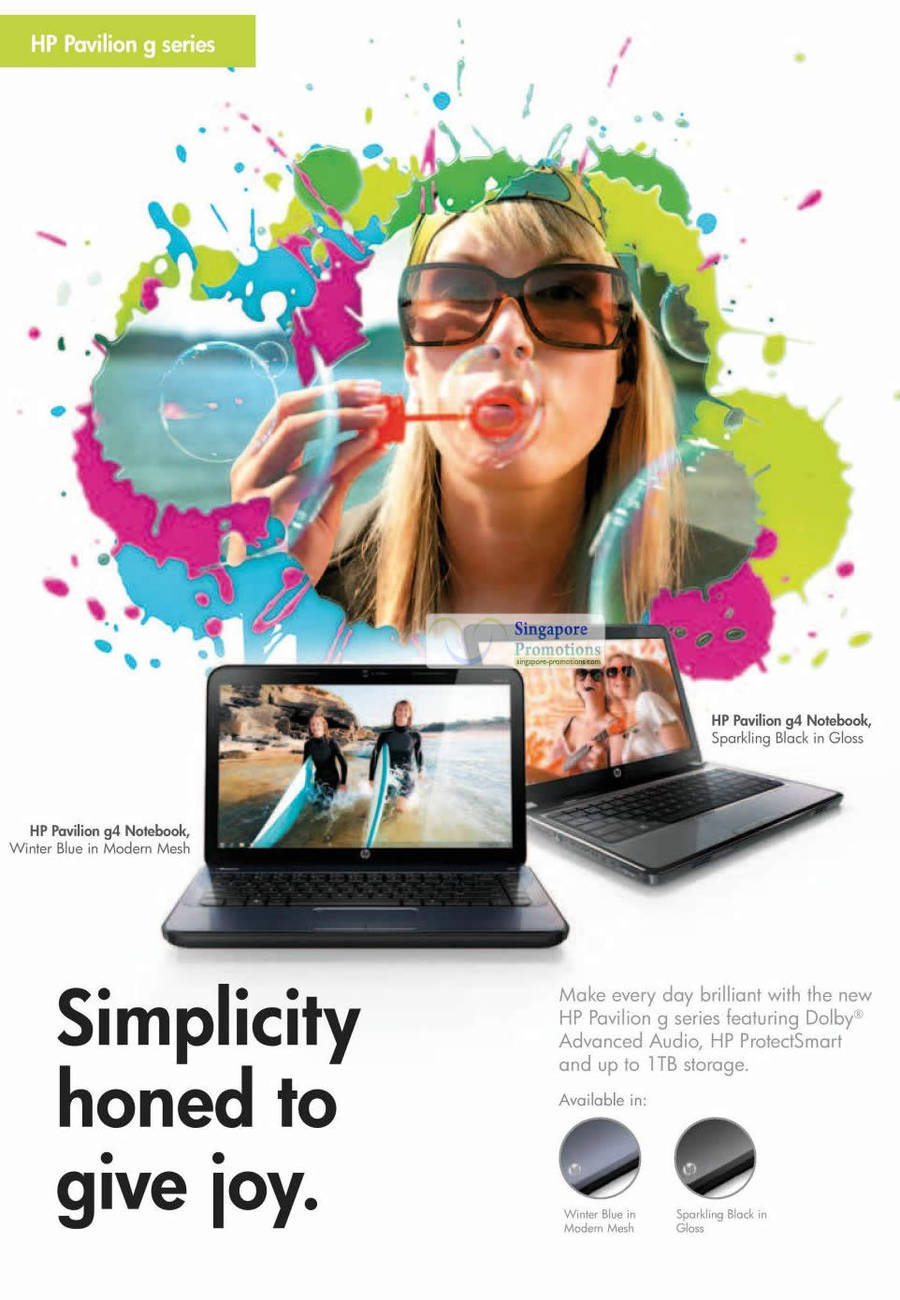 HP Pavilion g series
Singapore
Promotions
singapore-promotions.com
HP Pavilion g4 Notebook,
Sparkling Black in Gloss
HP Pavilion g4 Notebook,
Winter Blue in Modern Mesh
Simplicity
honed to
give joy.
Make every day brilliant with the new
HP Pavilion g series featuring Dolby®
Advanced Audio, HP ProtectSmart
and up to 1TB storage.
Available in:
Winter Blue in
Modern Mesh
Sparkling Black in
Gloss